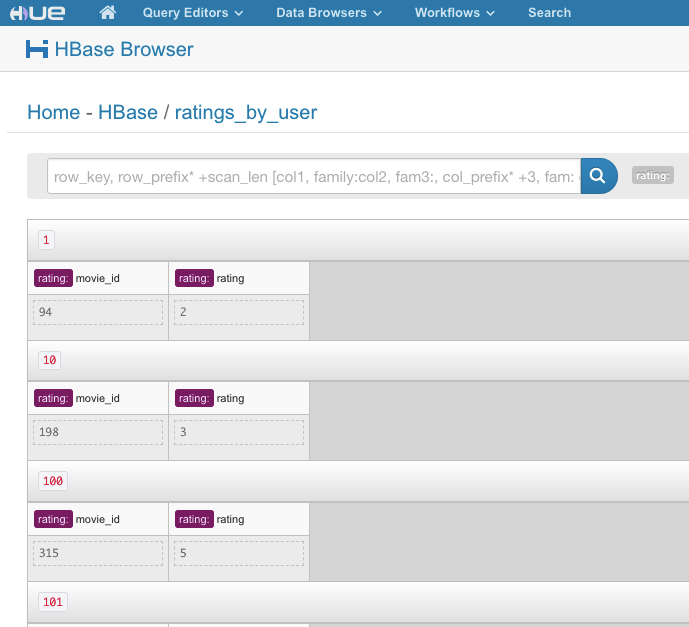 HUE Query Editors Data Browsers Workflows Search
HBase Browser
Home - HBase / ratings_by_user
row_key, row_prefix* +scan_len [col1, family:col2, fam3:, col_prefix* +3, fam: rating:
1
rating: movie_id rating: rating
94 2
10
rating: movie_id rating: rating
198 3
100
rating: movie_id rating: rating
315 5
101